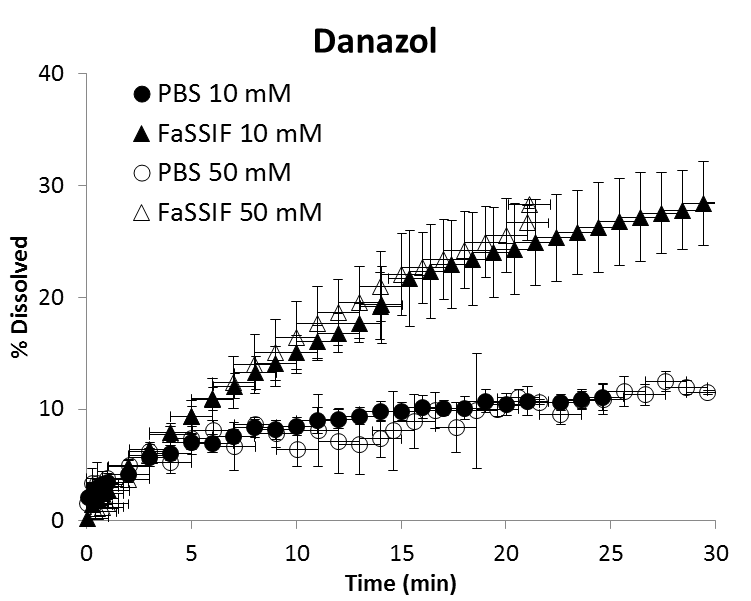 Danazol
40
PBS 10 mM
FaSSIF 10 mM
PBS 50 mM
FaSSIF 50 mM
30
20
10
0
% Dissolved
0 5 10 15 20 25 30
Time (min)